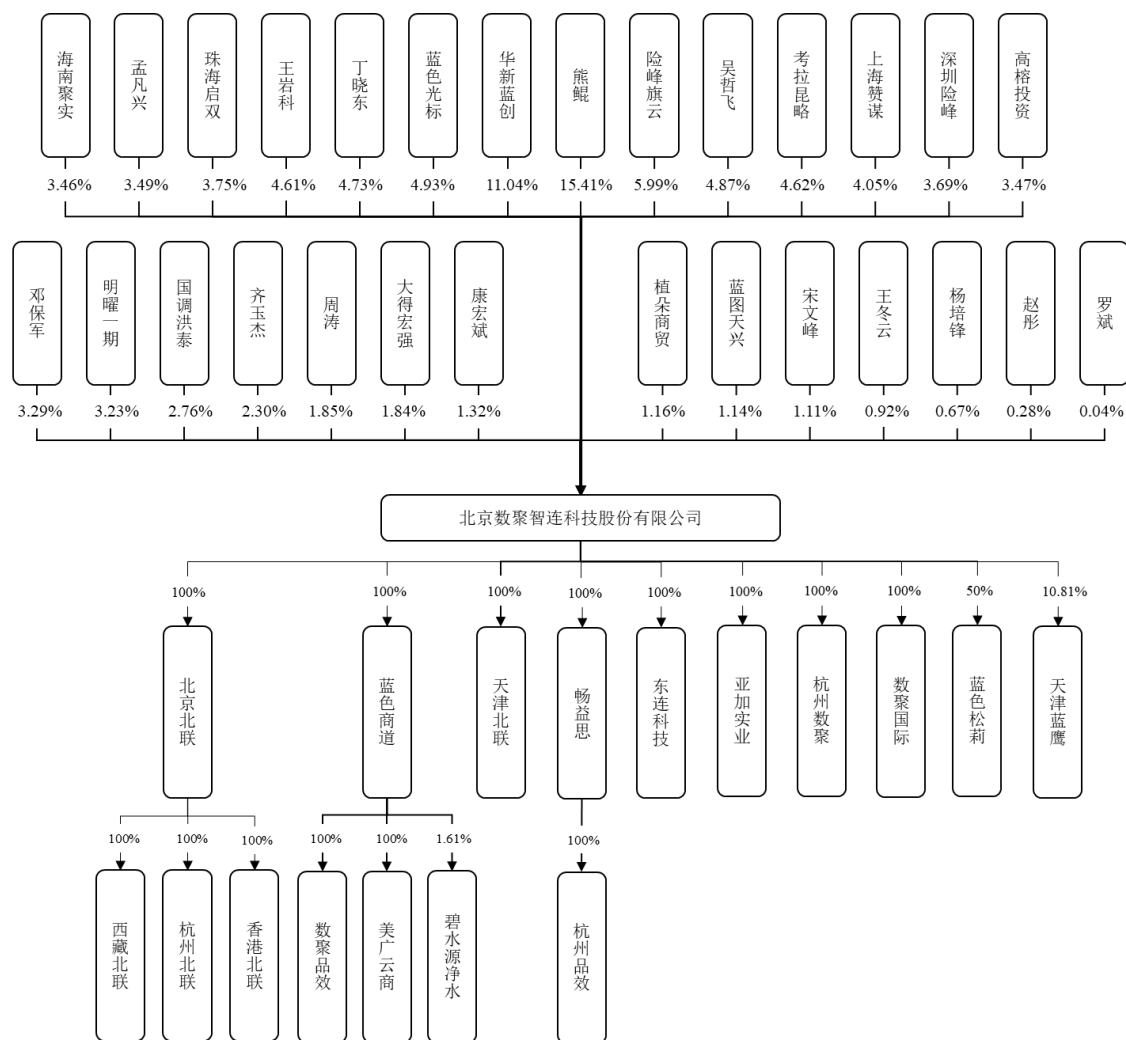 海南聚实
孟凡兴
珠海启双
王岩科
丁晓东
蓝色光标
华新蓝创
熊鲲
险峰旗云
吴哲飞
考拉昆略
上海赞谋
深圳险峰
高榕投资
3.46%
3.49%
3.75%
4.61%
4.73%
4.93%
11.04%
15.41%
5.99%
4.87%
4.62%
4.05%
3.69%
3.47%
邓保军
明曜一期
国调洪泰
齐玉杰
周涛
大得宏强
康宏斌
植朵商贸
蓝图天兴
宋文峰
王冬云
杨培锋
赵彤
罗斌
3.29%
3.23%
2.76%
2.30%
1.85%
1.84%
1.32%
1.16%
1.14%
1.11%
0.92%
0.67%
0.28%
0.04%
北京数聚智连科技股份有限公司
100%
100%
100%
100%
100%
100%
100%
100%
50%
10.81%
北京北联
蓝色商道
天津北联
畅益思
东连科技
亚加实业
杭州数聚
数聚国际
蓝色松莉
天津蓝鹰
100%
100%
100%
100%
100%
1.61%
100%
西藏北联
杭州北联
香港北联
数聚品效
美广云商
碧水源净水
杭州品效